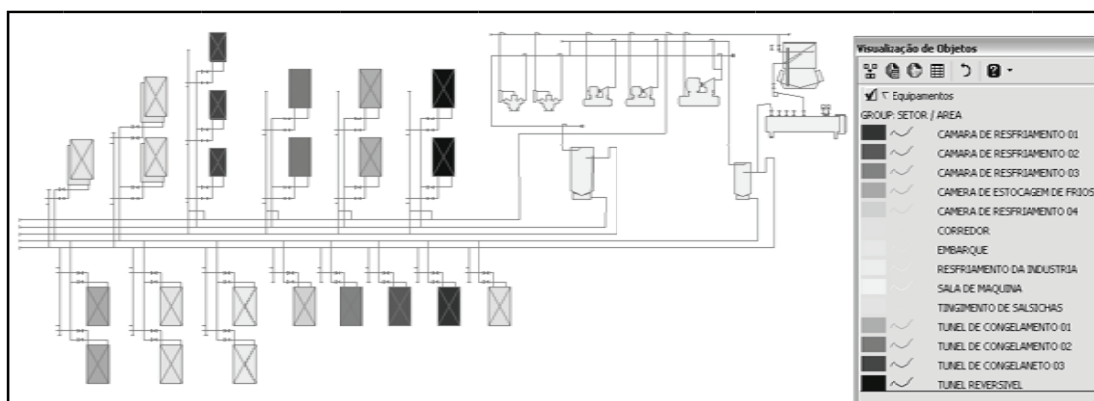 Visualização de Objetos
Equipamentos
GROUP: SETOR / AREA
CAMARA DE RESFRIAMENTO 01
CAMARA DE RESFRIAMENTO 02
CAMARA DE RESFRIAMENTO 03
CAMERA DE ESTOCAGEM DE FRIOS
CAMERA DE RESFRIAMENTO 04
CORREDOR
EMBARQUE
RESFRIAMENTO DA INDUSTRIA
SALA DE MAQUINA
TINGIMENTO DE SALSICHAS
TUNEL DE CONGELAMENTO 01
TUNEL DE CONGELAMENTO 02
TUNEL DE CONGELANETO 03
TUNEL REVERSIVEL